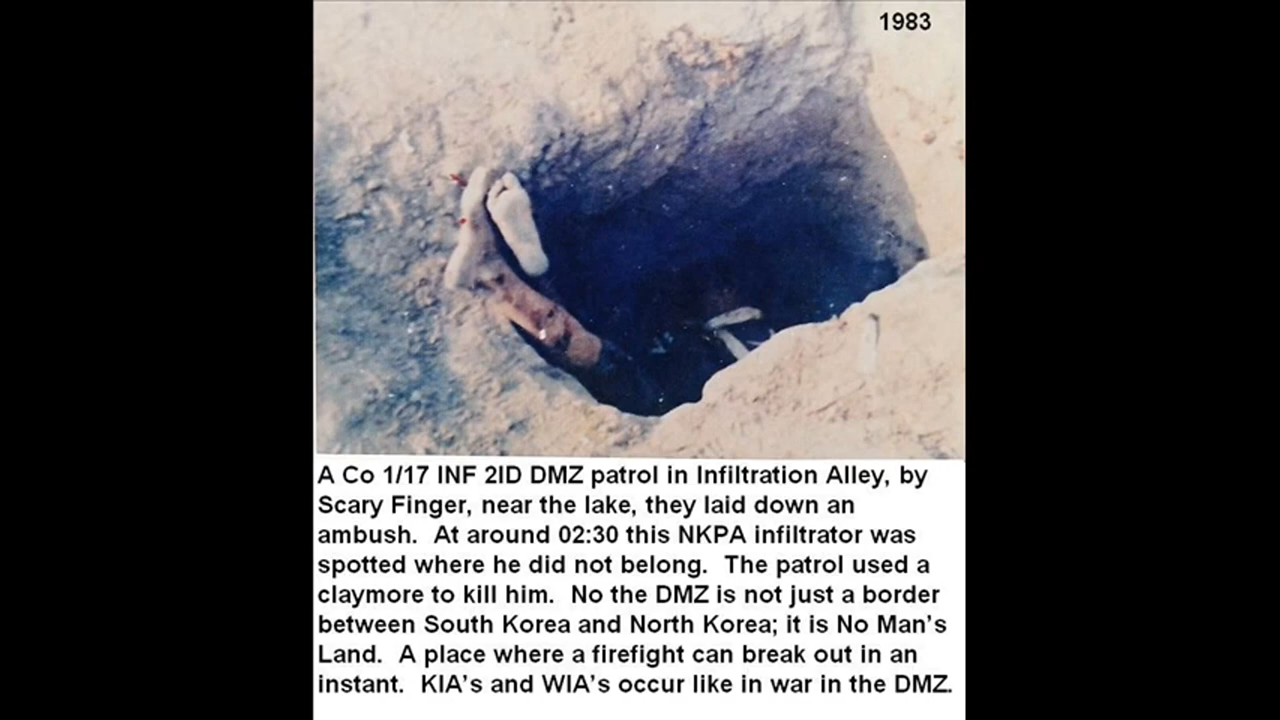 1983
A Co 1/17 INF 2ID DMZ patrol in Infiltration Alley, by
Scary Finger, near the lake, they laid down an
ambush.  At around 02:30 this NKPA infiltrator was
spotted where he did not belong.  The patrol used a
claymore to kill him.  No the DMZ is not just a border
between South Korea and North Korea; it is No Man's
Land.  A place where a firefight can break out in an
instant.  KIA's and WIA's occur like in war in the DMZ.